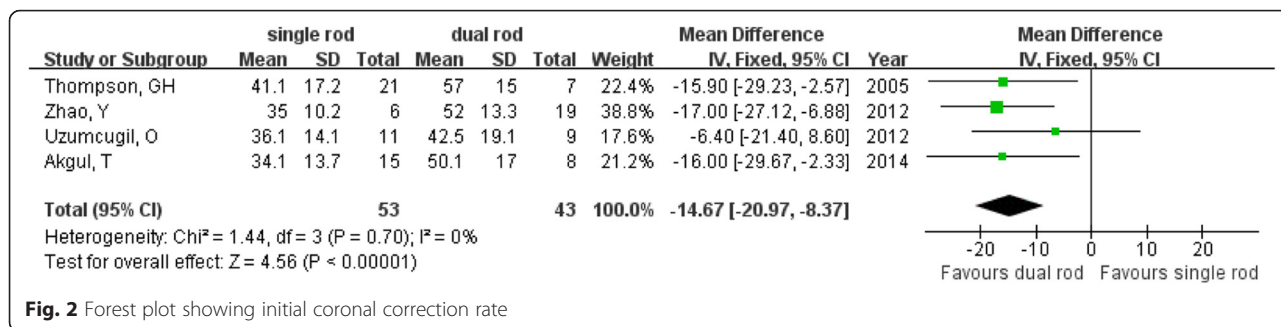 single rod dual rod Mean Difference Mean Difference
Study or Subgroup Mean SD Total Mean SD Total Weight IV, Fixed, 95% CI Year IV, Fixed, 95% CI
Thompson, GH 41.1 17.2 21 57 15 7 22.4% -15.90 [-29.23, -2.57] 2005
Zhao, Y 35 10.2 6 52 13.3 19 38.8% -17.00 [-27.12, -6.88] 2012
Uzumcugil, O 36.1 14.1 11 42.5 19.1 9 17.6% -6.40 [-21.40, 8.60] 2012
Akgul, T 34.1 13.7 15 50.1 17 8 21.2% -16.00 [-29.67, -2.33] 2014
Total (95% CI) 53 43 100.0% -14.67 [-20.97, -8.37]
Heterogeneity: Chi² = 1.44, df = 3 (P = 0.70); I² = 0%
Test for overall effect: Z = 4.56 (P < 0.00001)
-20 -10 0 10 20
Favours dual rod Favours single rod
Fig. 2 Forest plot showing initial coronal correction rate